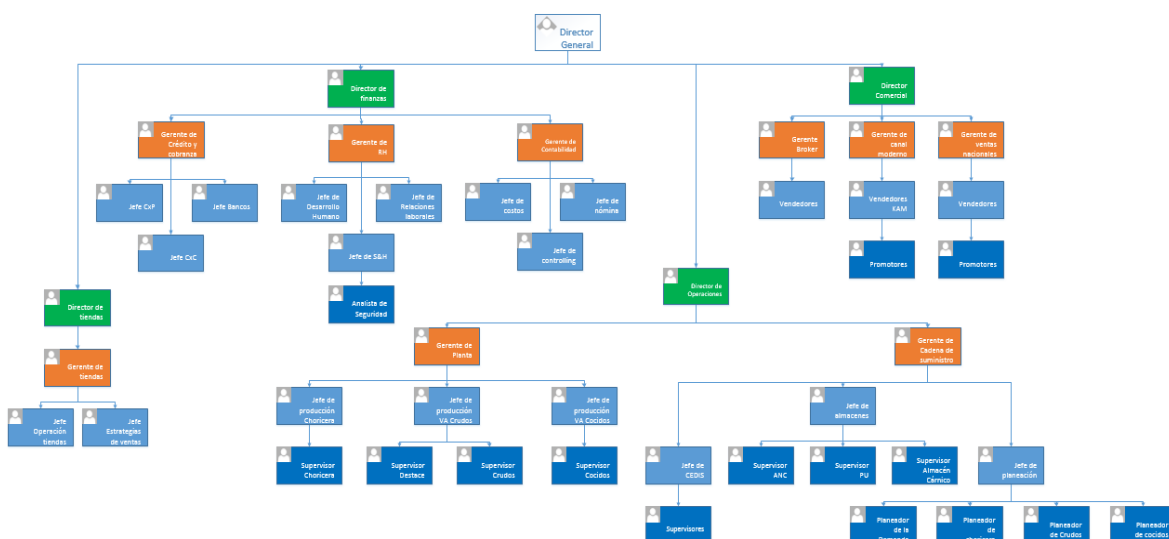 Director
General
Director de
finanzas
Director
Comercial
Gerente de
Crédito y
cobranza
Gerente de
RH
Gerente de
Contabilidad
Gerente
Broker
Gerente de
canal
moderno
Gerente de
ventas
nacionales
Jefe CxP
Jefe Bancos
Jefe de
Desarrollo
Humano
Jefe de
Relaciones
laborales
Jefe de
costos
Jefe de
nómina
Vendedores
Vendedores
KAM
Vendedores
Jefe CxC
Jefe de S&H
Jefe de
controlling
Promotores
Promotores
Director de
Operaciones
Director de
tiendas
Analista de
Seguridad
Gerente de
tiendas
Gerente de
Planta
Gerente de
Cadena de
suministro
Jefe
Operación
tiendas
Jefe
Estrategias
de ventas
Jefe de
producción
Choricera
Jefe de
producción
VA Crudos
Jefe de
producción
VA Cocidos
Jefe de
almacenes
Supervisor
Choricera
Supervisor
Destace
Supervisor
Crudos
Supervisor
Cocidos
Jefe de
CEDIS
Supervisor
ANC
Supervisor
PU
Supervisor
Almacén
Cárnico
Jefe de
planeación
Supervisores
Planeador
de la
Planeador
de
Planeador
de Crudos
Planeador
de cocidos